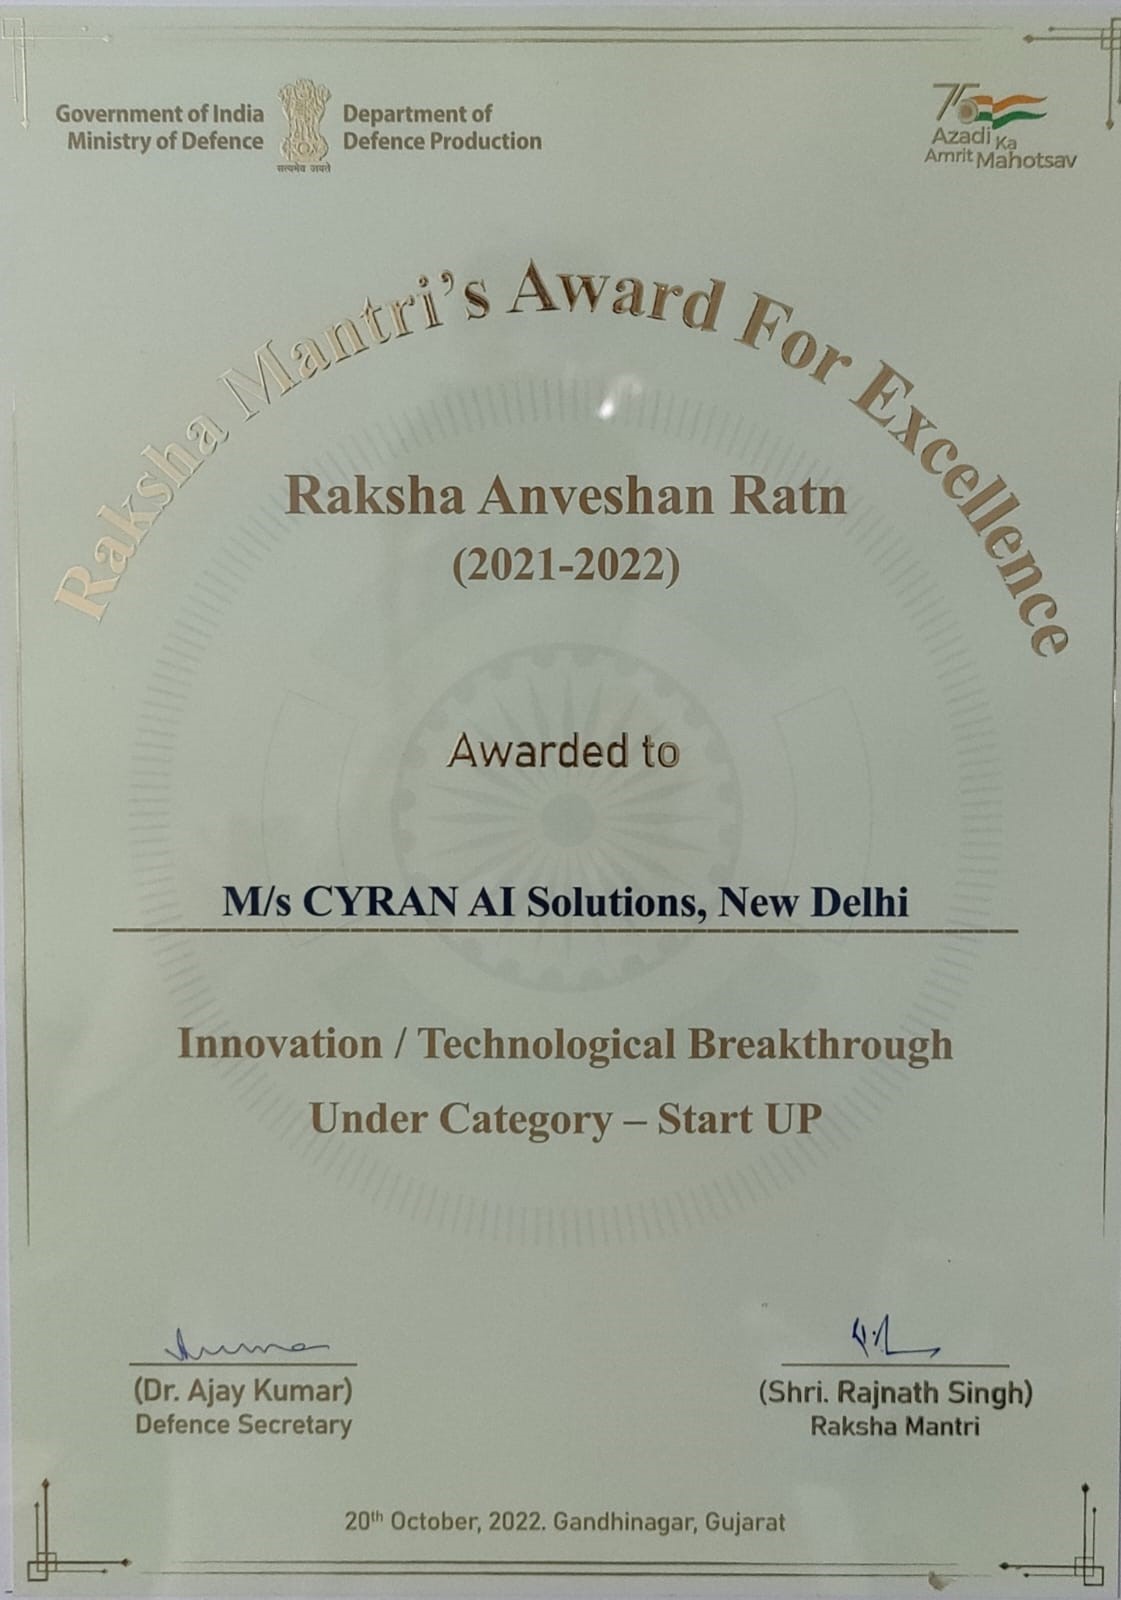 Government of India
Ministry of Defence
सत्यमेव जयते
Department of
Defence Production
75
Azadi Ka
Amrit Mahotsav
Raksha Mantri's Award For Excellence
Raksha Anveshan Ratn
(2021-2022)
Awarded to
M/s CYRAN AI Solutions, New Delhi
Innovation / Technological Breakthrough
Under Category – Start UP
(Dr. Ajay Kumar)
Defence Secretary
(Shri. Rajnath Singh)
Raksha Mantri
20th October, 2022. Gandhinagar, Gujarat